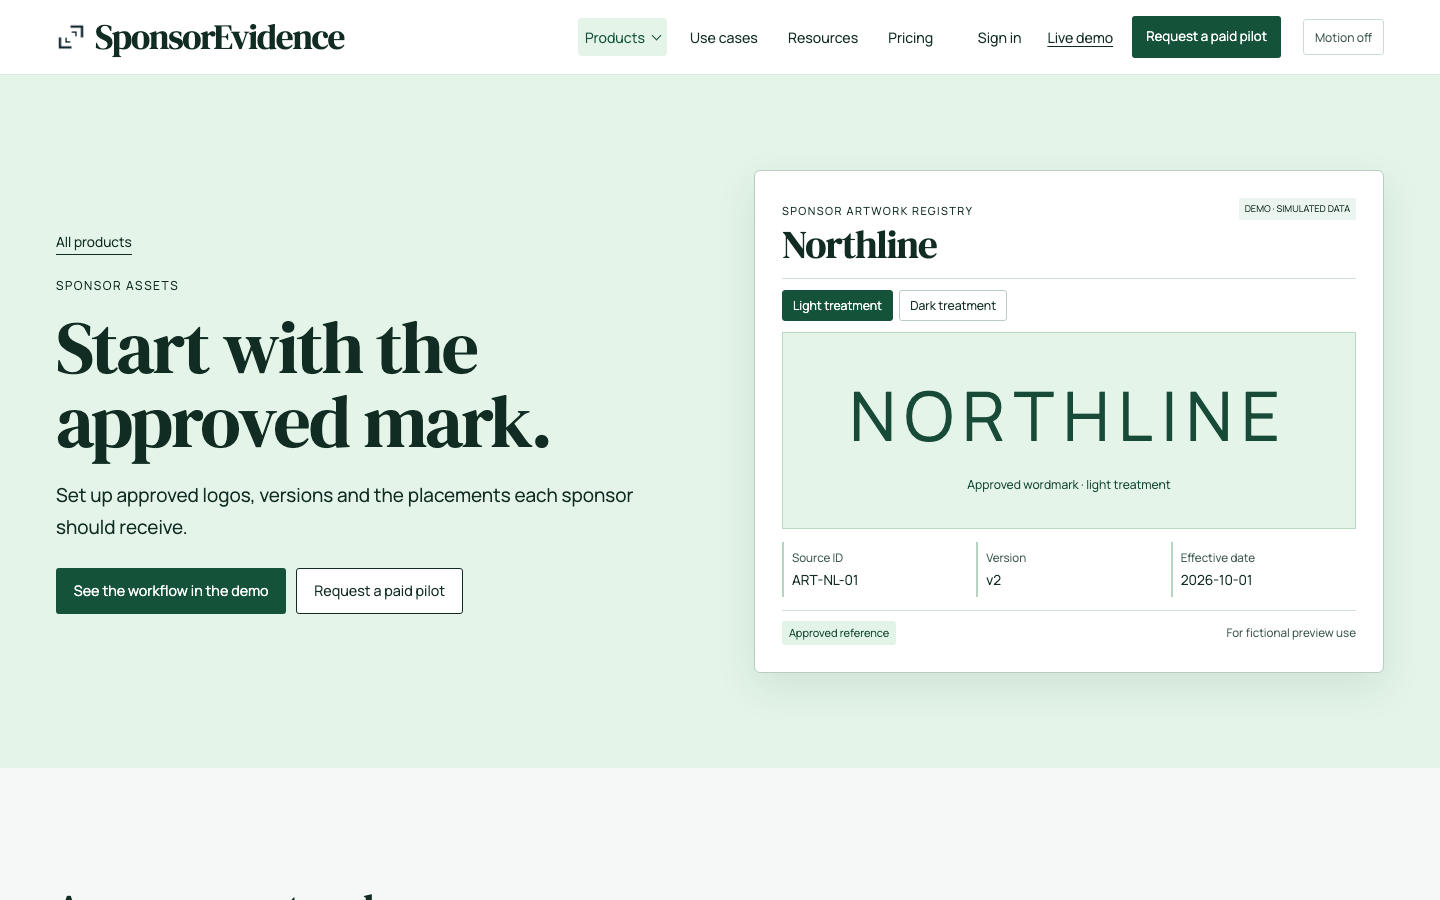 SponsorEvidence
Products
Use cases
Resources
Pricing
Sign in
Live demo
Request a paid pilot
Motion off
All products
SPONSOR ASSETS
Start with the
approved mark.
Set up approved logos, versions and the placements each sponsor
should receive.
See the workflow in the demo
Request a paid pilot
SPONSOR ARTWORK REGISTRY
DEMO · SIMULATED DATA
Northline
Light treatment
Dark treatment
NORTHLINE
Approved wordmark · light treatment
Source ID
ART-NL-01
Version
v2
Effective date
2026-10-01
Approved reference
For fictional preview use